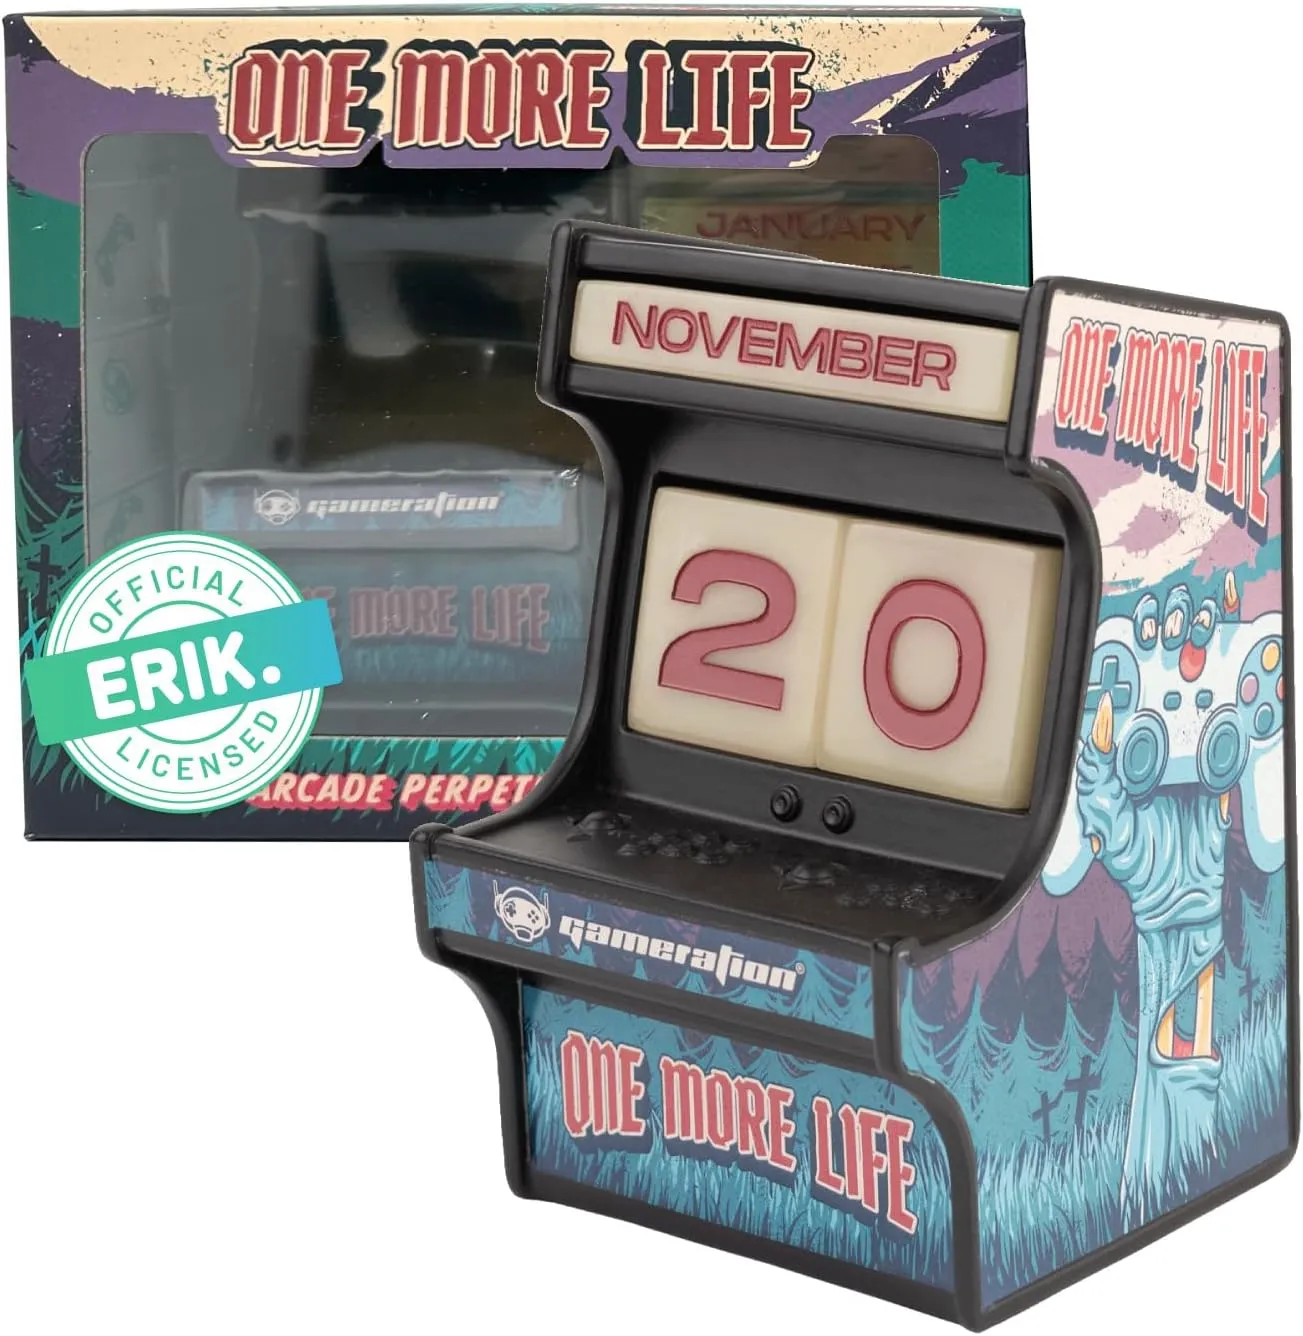 ONE MORE LIFE
JANUARY
NOVEMBER
ONE MORE LIFE
20
gameration
MORE LIFE
OFFICIAL
ERIK.
LICENSED
ARCADE PERPET
gameration®
ONE MORE LIFE